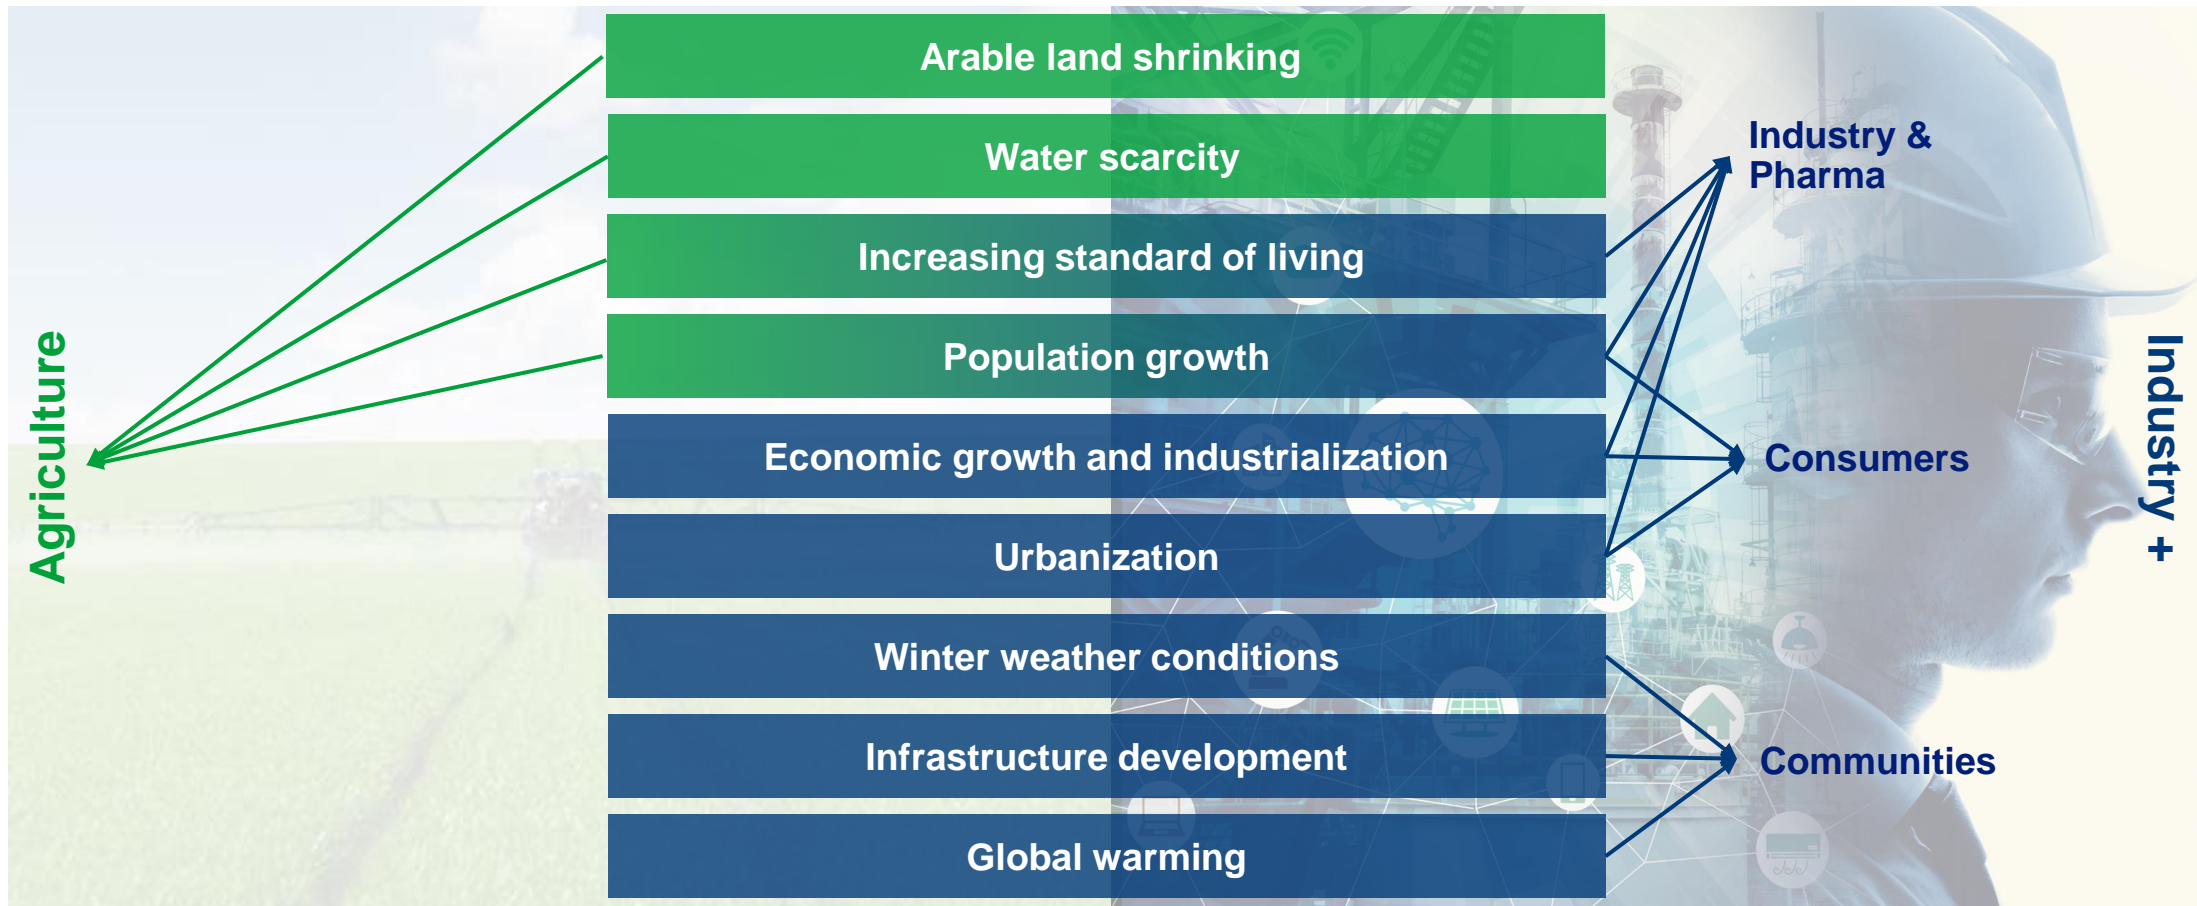 Arable land shrinking
Water scarcity
Increasing standard of living
Population growth
Economic growth and industrialization
Urbanization
Winter weather conditions
Infrastructure development
Global warming
Agriculture
Industry &
Pharma
Consumers
Communities
Industry +